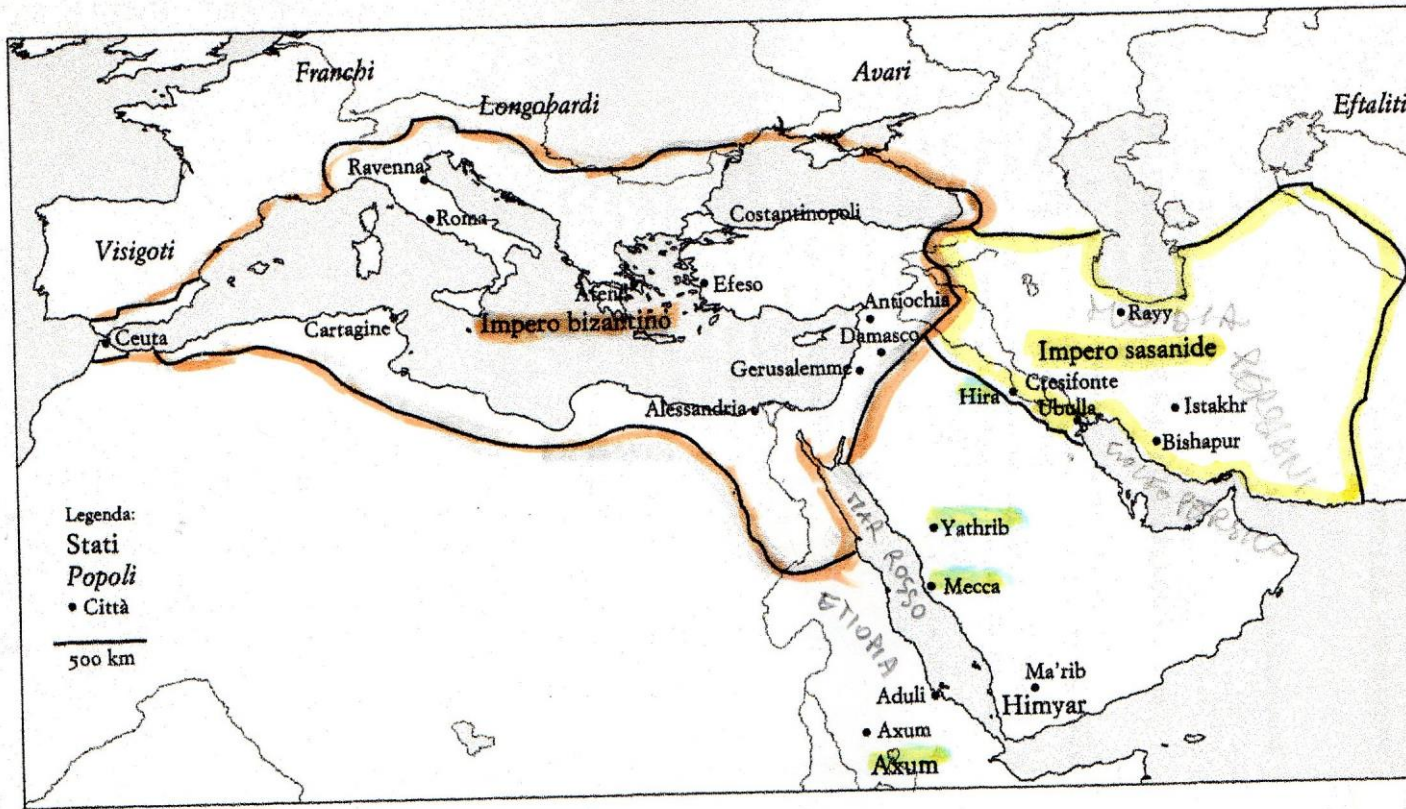 Franchi
Avari
Longobardi
Eftaliti
Ravenna
Roma
Costantinopoli
Visigoti
Efeso
Atene
Antiochia
MEDIA
Rayy
Ceuta
Cartagine
Impero bizantino
Damasco
Impero sasanide
PERSIANI
Gerusalemme
Ctesifonte
Hira
Ubulla
Istakhr
Alessandria
Bishapur
GOLFO PERSICO
Legenda:
Stati
Popoli
Città
500 km
MAR ROSSO
Yathrib
Mecca
ETIOPIA
Ma'rib
Aduli
Himyar
Axum
Axum